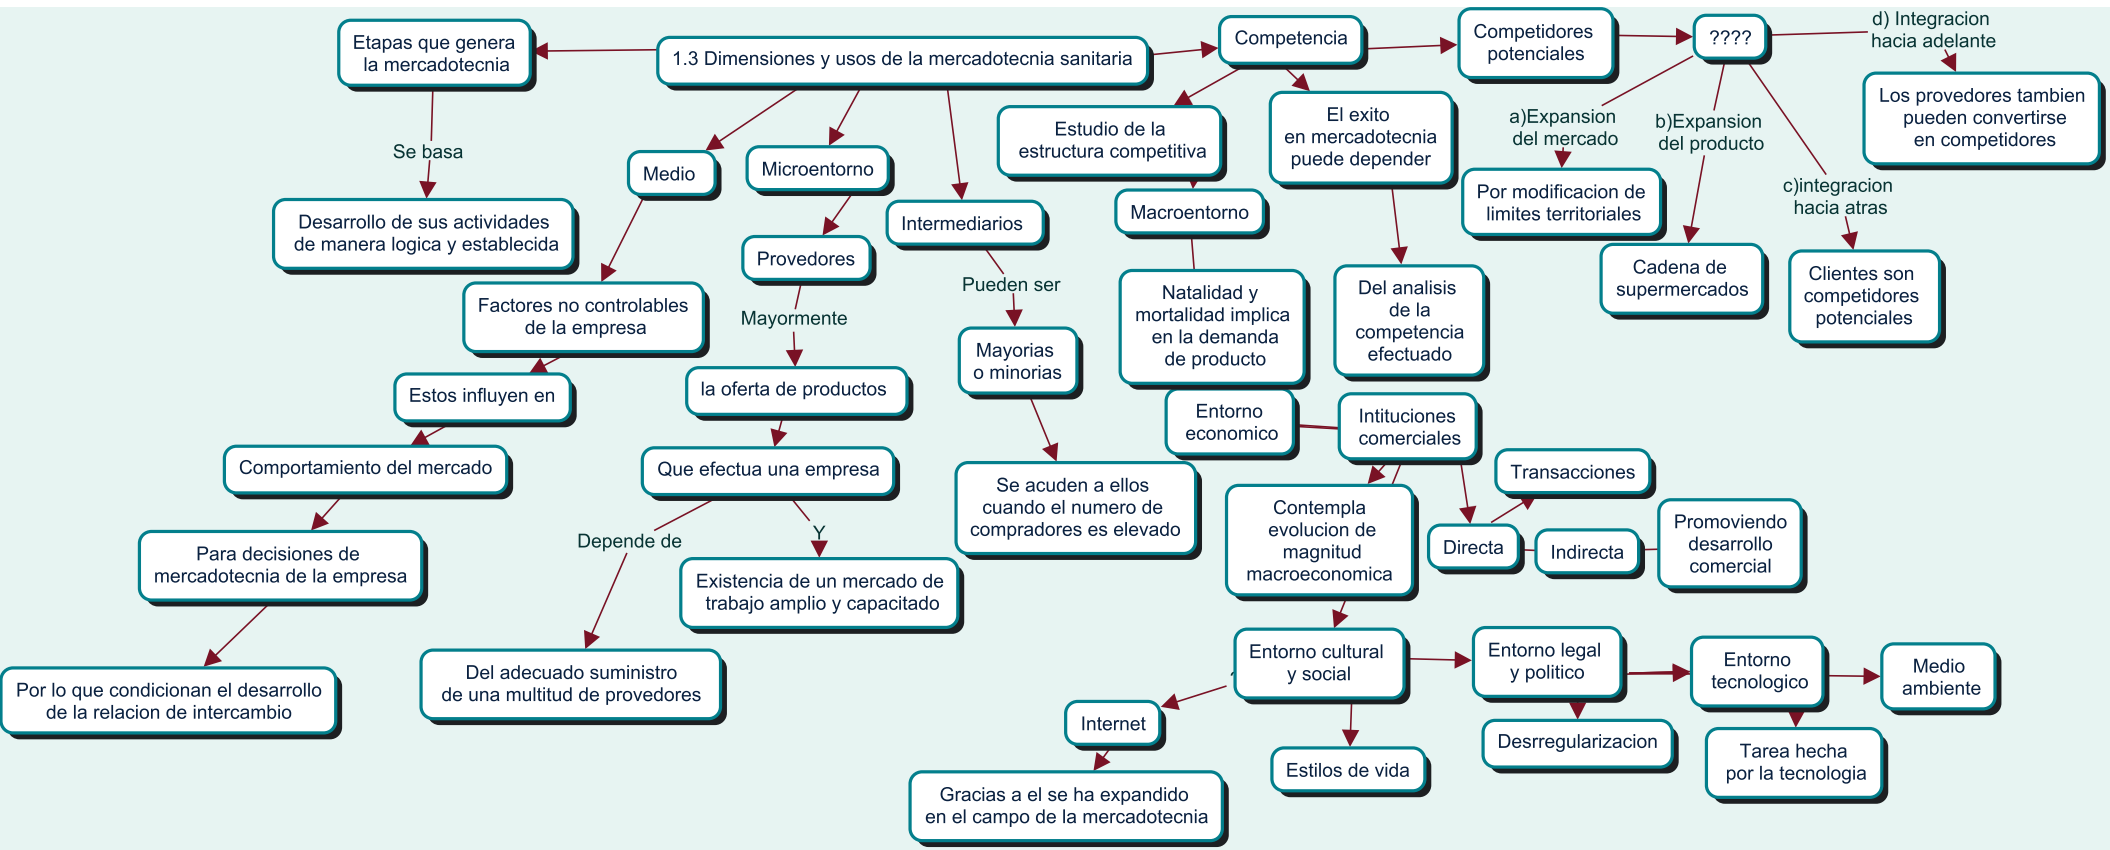 Etapas que genera
la mercadotecnia
1.3 Dimensiones y usos de la mercadotecnia sanitaria
Competencia
Competidores
potenciales
????
d) Integracion
hacia adelante
Los provedores tambien
pueden convertirse
en competidores
Se basa
Desarrollo de sus actividades
de manera logica y establecida
Medio
Microentorno
Intermediarios
Estudio de la
estructura competitiva
El exito
en mercadotecnia
puede depender
a)Expansion
del mercado
b)Expansion
del producto
c)integracion
hacia atras
Por modificacion de
limites territoriales
Cadena de
supermercados
Clientes son
competidores
potenciales
Macroentorno
Provedores
Factores no controlables
de la empresa
Mayormente
Pueden ser
Natalidad y
mortalidad implica
en la demanda
de producto
Del analisis
de la
competencia
efectuado
Estos influyen en
la oferta de productos
Mayorias
o minorias
Entorno
economico
Intituciones
comerciales
Comportamiento del mercado
Que efectua una empresa
Se acuden a ellos
cuando el numero de
compradores es elevado
Contempla
evolucion de
magnitud
macroeconomica
Transacciones
Directa
Indirecta
Promoviendo
desarrollo
comercial
Para decisiones de
mercadotecnia de la empresa
Depende de
Y
Existencia de un mercado de
trabajo amplio y capacitado
Por lo que condicionan el desarrollo
de la relacion de intercambio
Del adecuado suministro
de una multitud de provedores
Entorno cultural
y social
Entorno legal
y politico
Entorno
tecnologico
Medio
ambiente
Internet
Estilos de vida
Desrregularizacion
Tarea hecha
por la tecnologia
Gracias a el se ha expandido
en el campo de la mercadotecnia